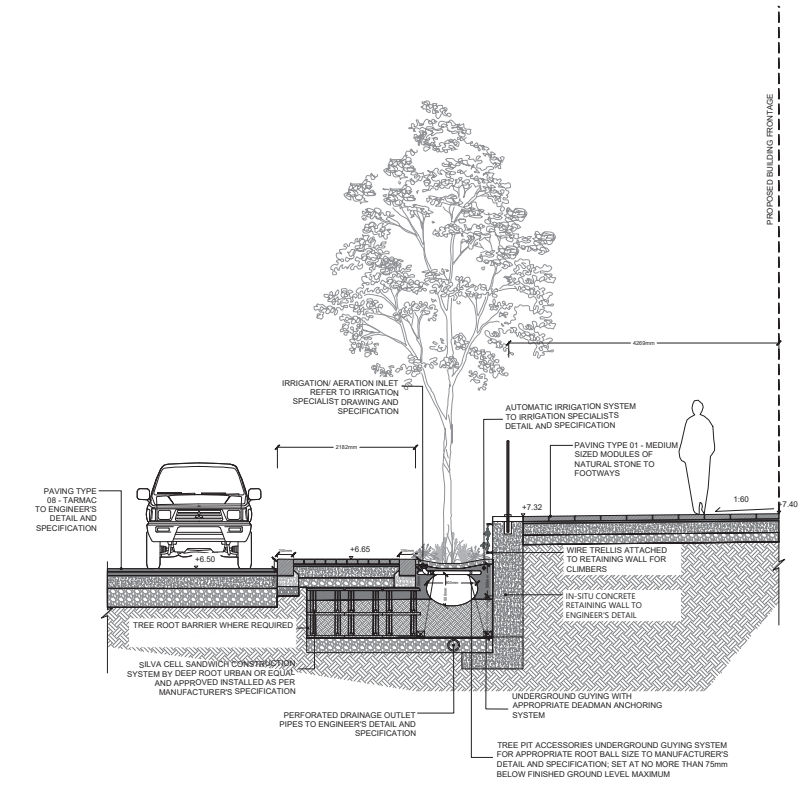 PROPOSED BUILDING FRONTAGE
4269mm
IRRIGATION/ AERATION INLET
REFER TO IRRIGATION
SPECIALIST DRAWING AND
SPECIFICATION
AUTOMATIC IRRIGATION SYSTEM
TO IRRIGATION SPECIALISTS
DETAIL AND SPECIFICATION
2182mm
PAVING TYPE 01 - MEDIUM
SIZED MODULES OF
NATURAL STONE TO
FOOTWAYS
PAVING TYPE
08 - TARMAC
TO ENGINEER'S
DETAIL AND
SPECIFICATION
1:60
+7.40
+7.32
+6.65
+6.50
WIRE TRELLIS ATTACHED
TO RETAINING WALL FOR
CLIMBERS
IN-SITU CONCRETE
RETAINING WALL TO
ENGINEER'S DETAIL
TREE ROOT BARRIER WHERE REQUIRED
SILVA CELL SANDWICH CONSTRUCTION
SYSTEM BY DEEP ROOT URBAN OR EQUAL
AND APPROVED INSTALLED AS PER
MANUFACTURER'S SPECIFICATION
UNDERGROUND GUYING WITH
APPROPRIATE DEADMAN ANCHORING
SYSTEM
PERFORATED DRAINAGE OUTLET
PIPES TO ENGINEER'S DETAIL AND
SPECIFICATION
TREE PIT ACCESSORIES UNDERGROUND GUYING SYSTEM
FOR APPROPRIATE ROOT BALL SIZE TO MANUFACTURER'S
DETAIL AND SPECIFICATION; SET AT NO MORE THAN 75mm
BELOW FINISHED GROUND LEVEL MAXIMUM